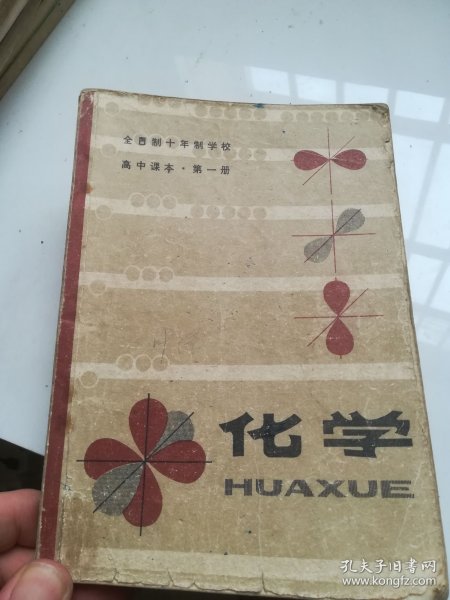 全日制十年制学校
高中课本·第一册
化学
HUAXUE
孔夫子旧书网
www.kongfz.com